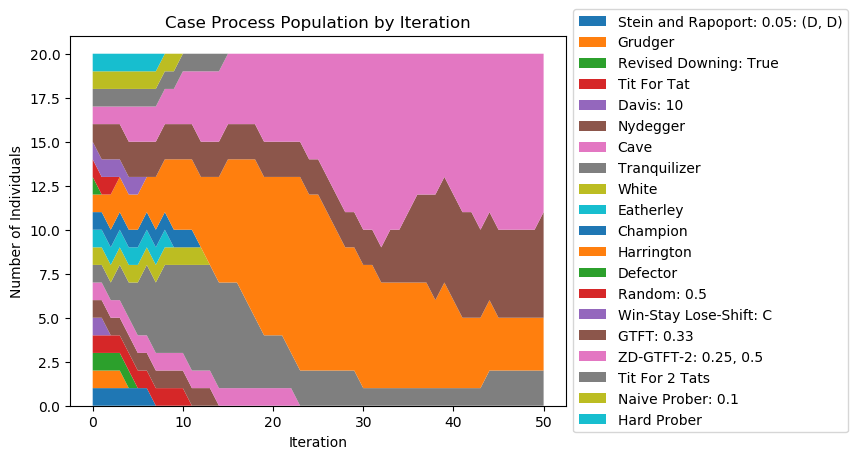 Case Process Population by Iteration
Number of Individuals
20.0
17.5
15.0
12.5
10.0
7.5
5.0
2.5
0.0
0
10
20
30
40
50
Iteration
Stein and Rapoport: 0.05: (D, D)
Grudger
Revised Downing: True
Tit For Tat
Davis: 10
Nydegger
Cave
Tranquilizer
White
Eatherley
Champion
Harrington
Defector
Random: 0.5
Win-Stay Lose-Shift: C
GTFT: 0.33
ZD-GTFT-2: 0.25, 0.5
Tit For 2 Tats
Naive Prober: 0.1
Hard Prober